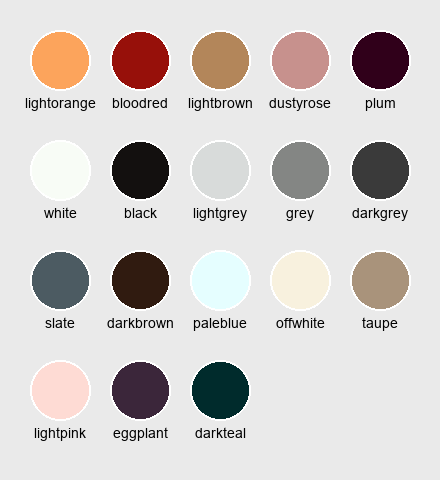 lightorange bloodred lightbrown dustyrose plum
white black lightgrey grey darkgrey
slate darkbrown paleblue offwhite taupe
lightpink eggplant darkteal